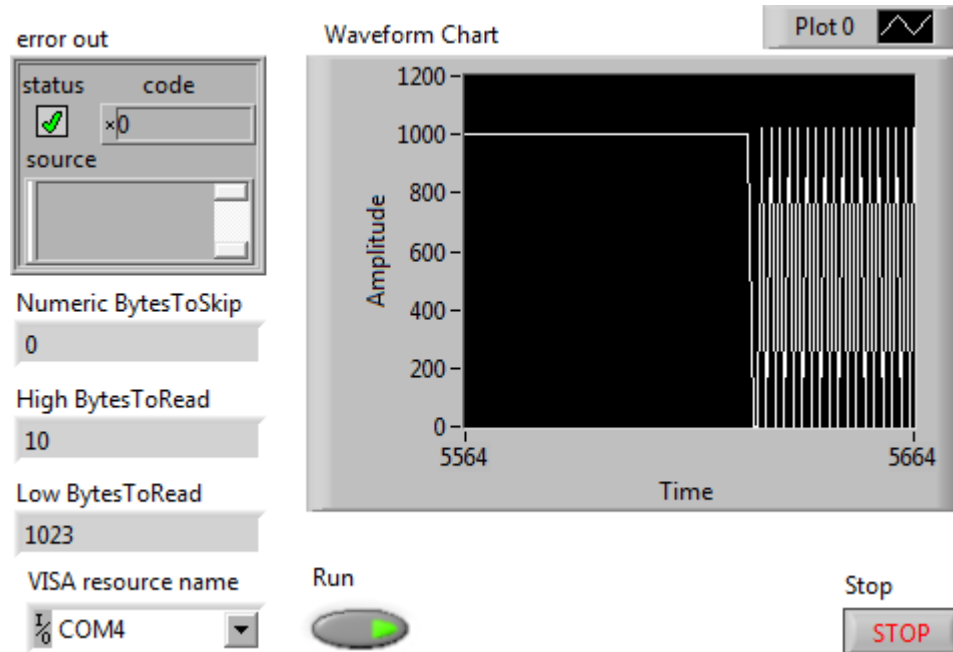 error out
status code
×0
source
Numeric BytesToSkip
0
High BytesToRead
10
Low BytesToRead
1023
VISA resource name
I/O COM4
Waveform Chart
Plot 0
1200
1000
800
600
400
200
0
Amplitude
5564 5664
Time
Run
Stop
STOP